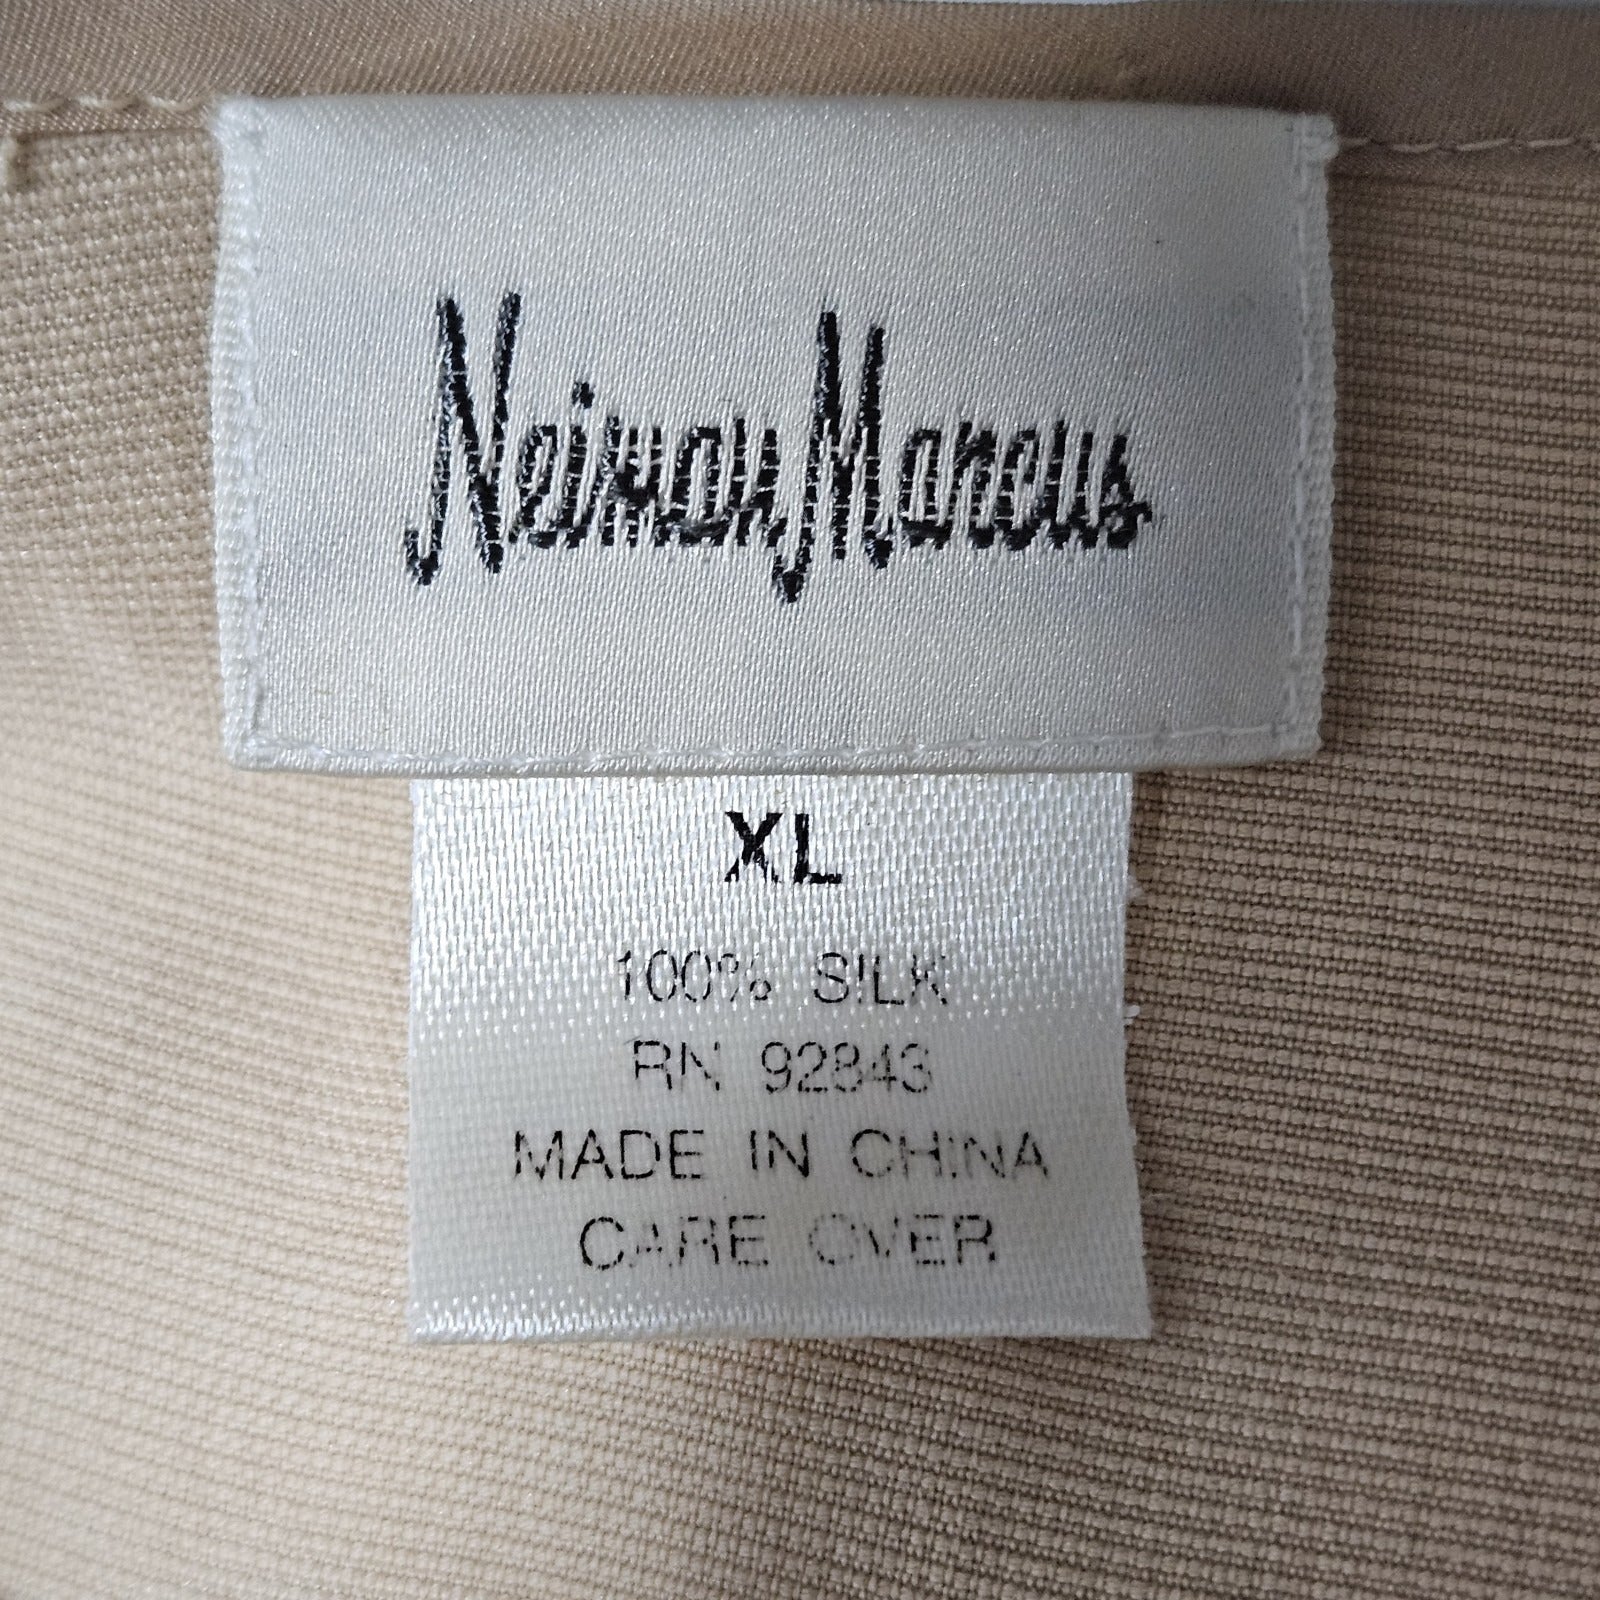 Neiman Marcus
XL
100% SILK
RN 92843
MADE IN CHINA
CARE OVER